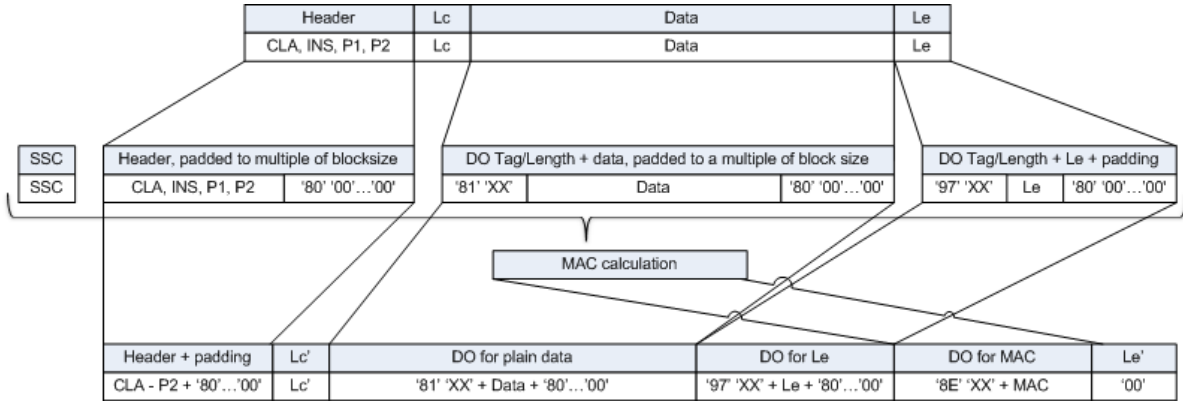 Header Lc Data Le
CLA, INS, P1, P2 Lc Data Le
SSC Header, padded to multiple of blocksize DO Tag/Length + data, padded to a multiple of block size DO Tag/Length + Le + padding
SSC CLA, INS, P1, P2 '80' '00'…'00' '81' 'XX' Data '80' '00'…'00' '97' 'XX' Le '80' '00'…'00'
MAC calculation
Header + padding Lc' DO for plain data DO for Le DO for MAC Le'
CLA - P2 + '80'…'00' Lc' '81' 'XX' + Data + '80'…'00' '97' 'XX' + Le + '80'…'00' '8E' 'XX' + MAC '00'